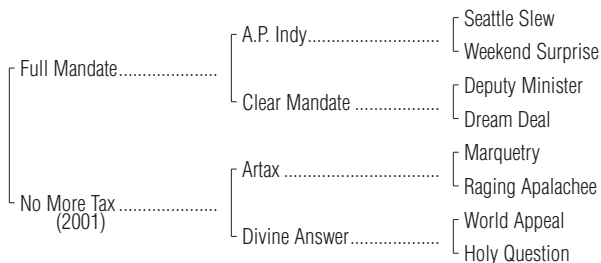 Seattle Slew
A.P. Indy..............................
Weekend Surprise
Full Mandate.......................
Deputy Minister
Clear Mandate ...................
Dream Deal
Marquetry
Artax ...................................
Raging Apalachee
No More Tax.......................
(2001)
World Appeal
Divine Answer....................
Holy Question